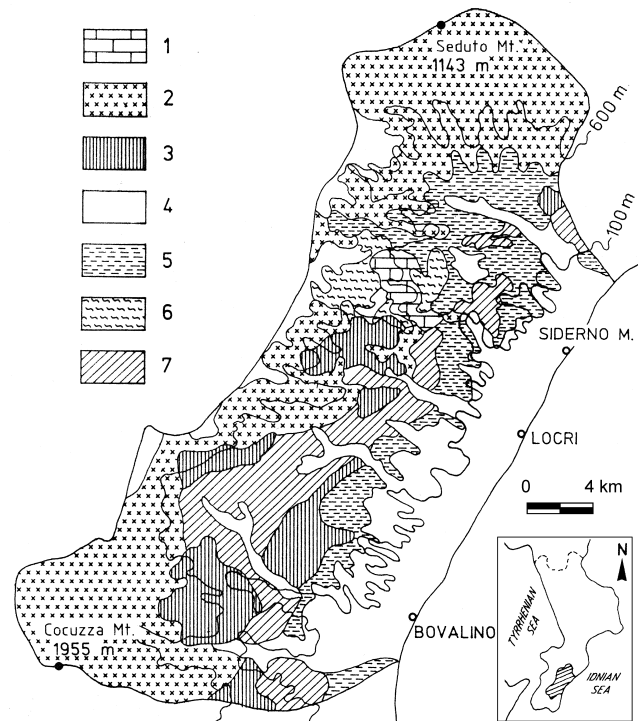 Seduto Mt.
1143 m
1
2
3
4
5
6
7
600 m
100 m
SIDERNO M.
LOCRI
0 4 km
BOVALINO
Cocuzza Mt.
1955 m
N
TYRRHENIAN
SEA
IONIAN
SEA